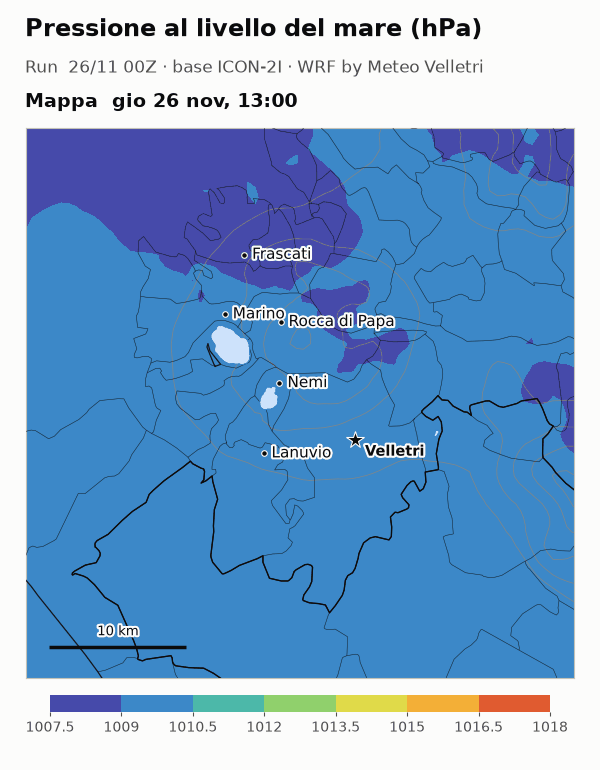 Pressione al livello del mare (hPa)
Run  26/11 00Z · base ICON-2I · WRF by Meteo Velletri
Mappa  gio 26 nov, 13:00
Frascati
Marino
Rocca di Papa
Nemi
Velletri
Lanuvio
10 km
1007.5 1009 1010.5 1012 1013.5 1015 1016.5 1018